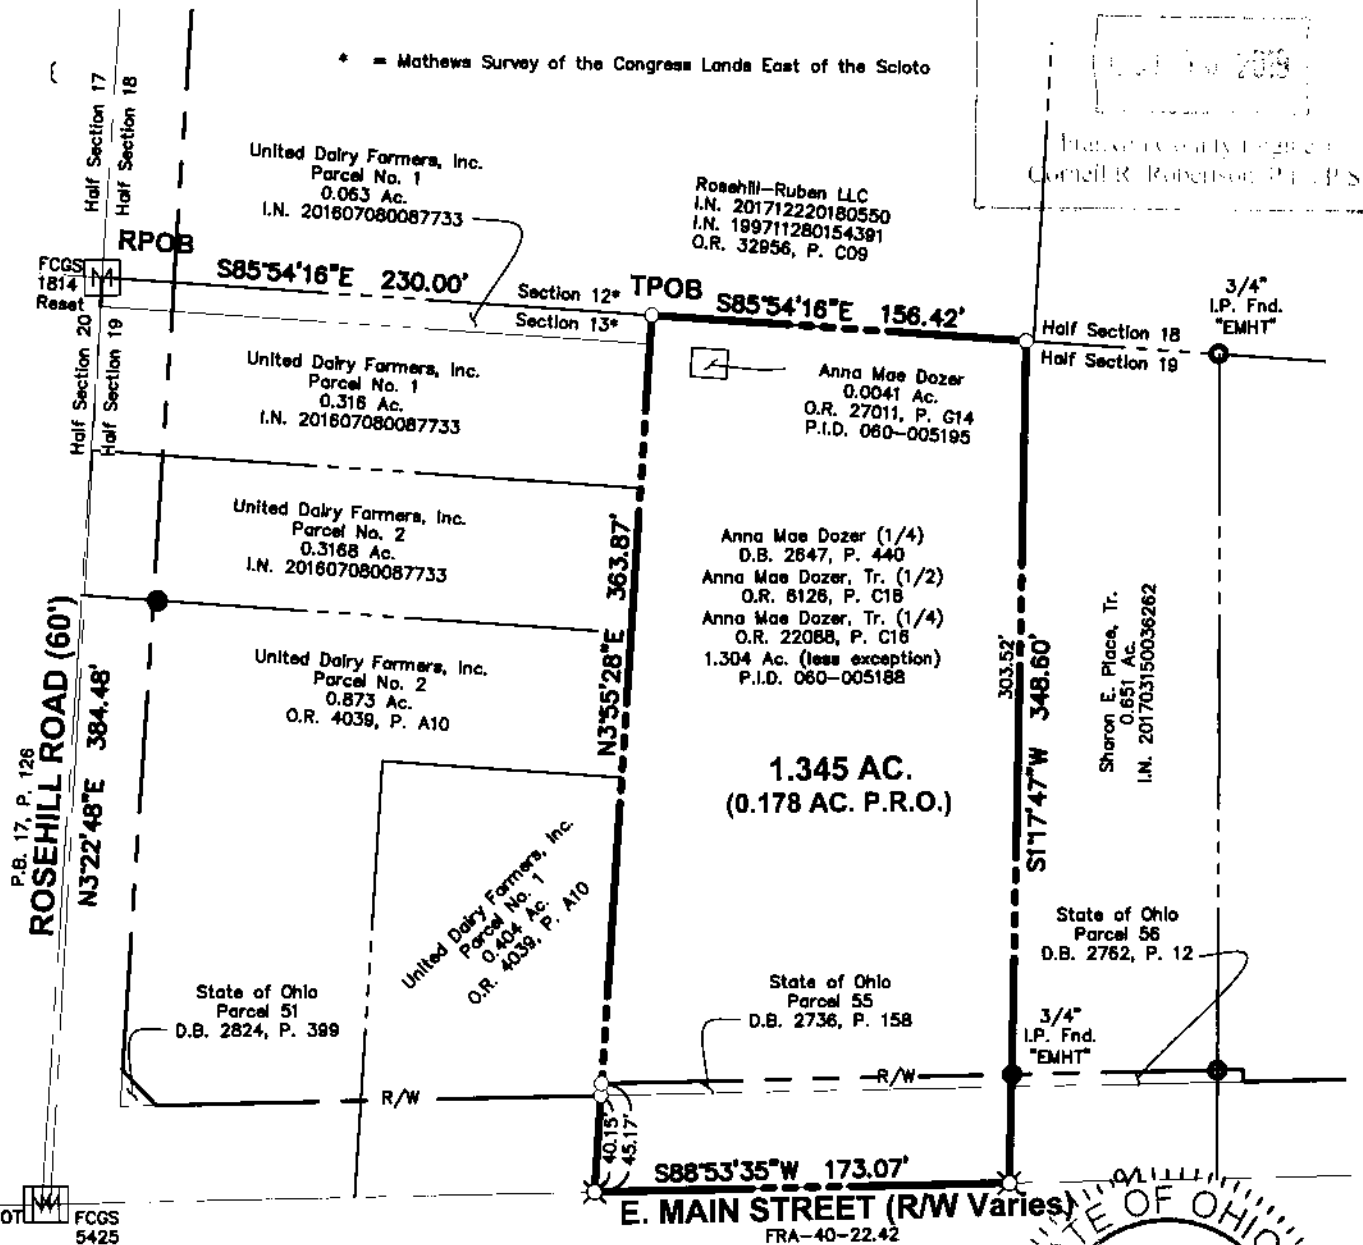 * = Mathews Survey of the Congress Lands East of the Scioto
2018
Cornell R. Robertson, P.E., P.S.
Half Section 17
Half Section 18
United Dairy Farmers, Inc.
Parcel No. 1
0.063 Ac.
I.N. 201607080087733
Rosehill-Ruben LLC
I.N. 201712220180550
I.N. 199711280154391
O.R. 32956, P. C09
RPOB
FCGS
1814
Reset
M
S85°54'16"E 230.00'
Section 12*
Section 13*
TPOB
S85°54'16"E 156.42'
Half Section 18
Half Section 19
3/4"
I.P. Fnd.
"EMHT"
Half Section 20
Half Section 19
United Dairy Farmers, Inc.
Parcel No. 1
0.316 Ac.
I.N. 201607080087733
Anna Mae Dozer
0.0041 Ac.
O.R. 27011, P. G14
P.I.D. 060-005195
United Dairy Farmers, Inc.
Parcel No. 2
0.3168 Ac.
I.N. 201607080087733
N3°55'28"E 363.87'
Anna Mae Dozer (1/4)
D.B. 2647, P. 440
Anna Mae Dozer, Tr. (1/2)
O.R. 6126, P. C18
Anna Mae Dozer, Tr. (1/4)
O.R. 22088, P. C16
1.304 Ac. (less exception)
P.I.D. 060-005188
303.52'
S1°17'47"W 348.60'
Sharon E. Place, Tr.
0.651 Ac.
I.N. 201703150036262
United Dairy Farmers, Inc.
Parcel No. 2
0.873 Ac.
O.R. 4039, P. A10
P.B. 17, P. 126
ROSEHILL ROAD (60')
N3°22'48"E 384.48'
1.345 AC.
(0.178 AC. P.R.O.)
United Dairy Farmers, Inc.
Parcel No. 1
0.404 Ac.
O.R. 4039, P. A10
State of Ohio
Parcel 56
D.B. 2762, P. 12
State of Ohio
Parcel 51
D.B. 2824, P. 399
State of Ohio
Parcel 55
D.B. 2736, P. 158
3/4"
I.P. Fnd.
"EMHT"
R/W
R/W
40.15'
45.17'
S88°53'35"W 173.07'
E. MAIN STREET (R/W Varies)
FRA-40-22.42
OT
FCGS
5425
TE OF OHIO